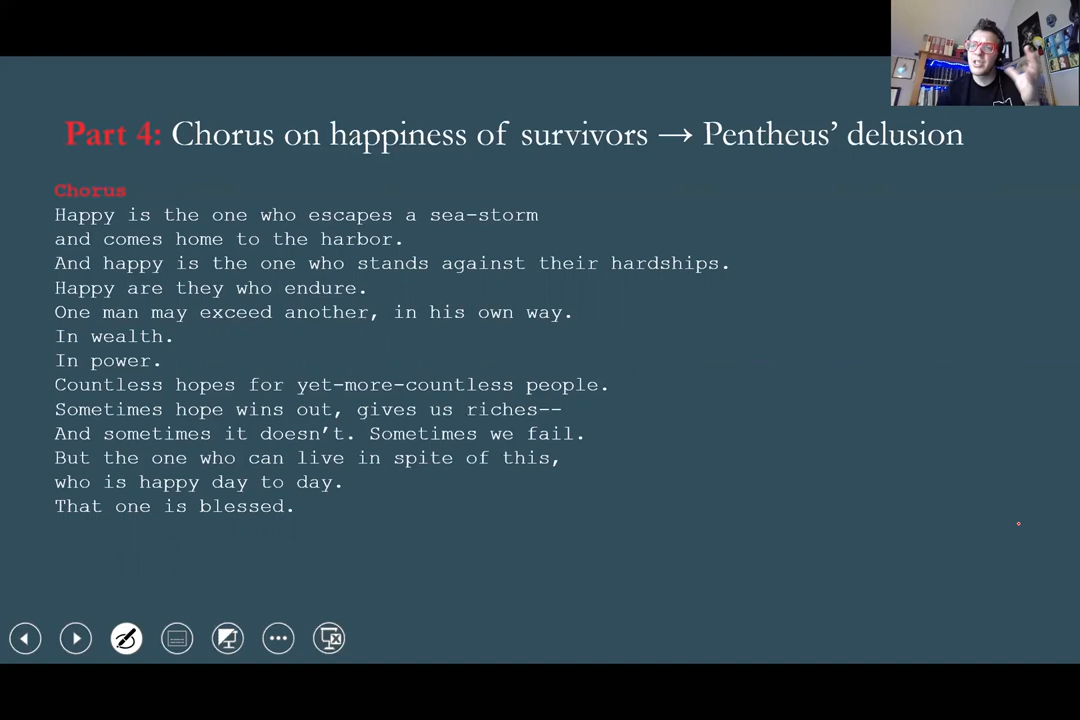 Part 4: Chorus on happiness of survivors → Pentheus’ delusion
Chorus
Happy is the one who escapes a sea-storm
and comes home to the harbor.
And happy is the one who stands against their hardships.
Happy are they who endure.
One man may exceed another, in his own way.
In wealth.
In power.
Countless hopes for yet-more-countless people.
Sometimes hope wins out, gives us riches--
And sometimes it doesn’t. Sometimes we fail.
But the one who can live in spite of this,
who is happy day to day.
That one is blessed.